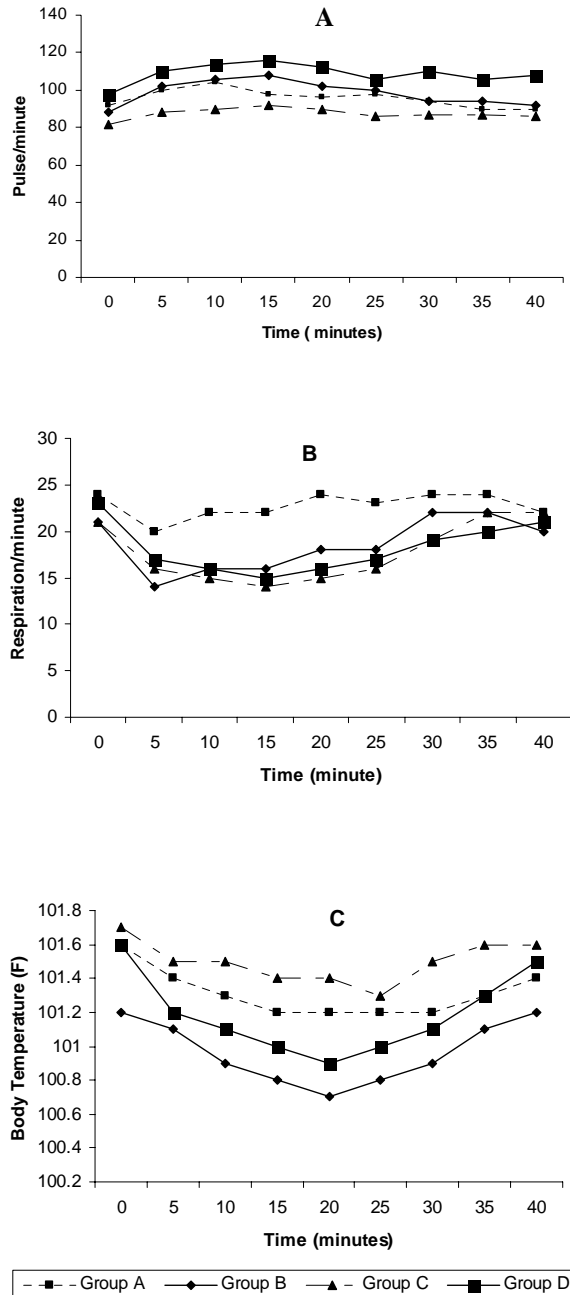 A
140
120
100
80
60
40
20
0
Pulse/minute
0 5 10 15 20 25 30 35 40
Time ( minutes)
B
30
25
20
15
10
5
0
Respiration/minute
0 5 10 15 20 25 30 35 40
Time (minute)
C
101.8
101.6
101.4
101.2
101
100.8
100.6
100.4
100.2
Body Temperature (F)
0 5 10 15 20 25 30 35 40
Time (minutes)
Group A Group B Group C Group D